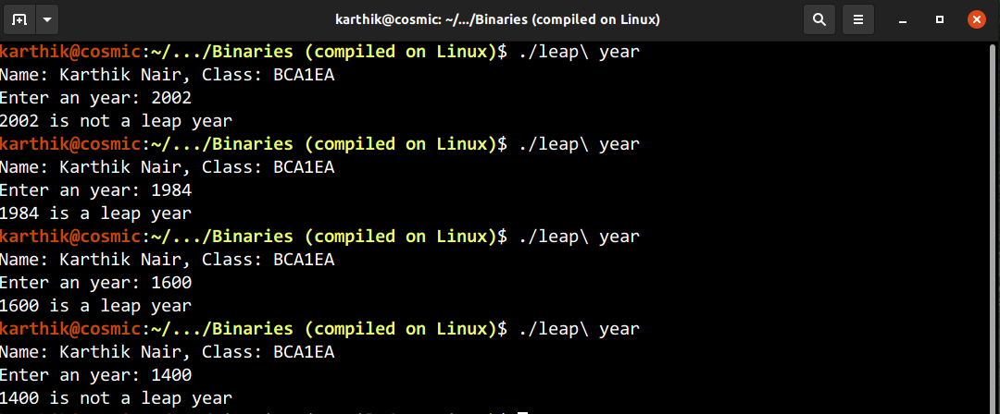 karthik@cosmic: ~/.../Binaries (compiled on Linux)
karthik@cosmic:~/.../Binaries (compiled on Linux)$ ./leap\ year
Name: Karthik Nair, Class: BCA1EA
Enter an year: 2002
2002 is not a leap year
karthik@cosmic:~/.../Binaries (compiled on Linux)$ ./leap\ year
Name: Karthik Nair, Class: BCA1EA
Enter an year: 1984
1984 is a leap year
karthik@cosmic:~/.../Binaries (compiled on Linux)$ ./leap\ year
Name: Karthik Nair, Class: BCA1EA
Enter an year: 1600
1600 is a leap year
karthik@cosmic:~/.../Binaries (compiled on Linux)$ ./leap\ year
Name: Karthik Nair, Class: BCA1EA
Enter an year: 1400
1400 is not a leap year